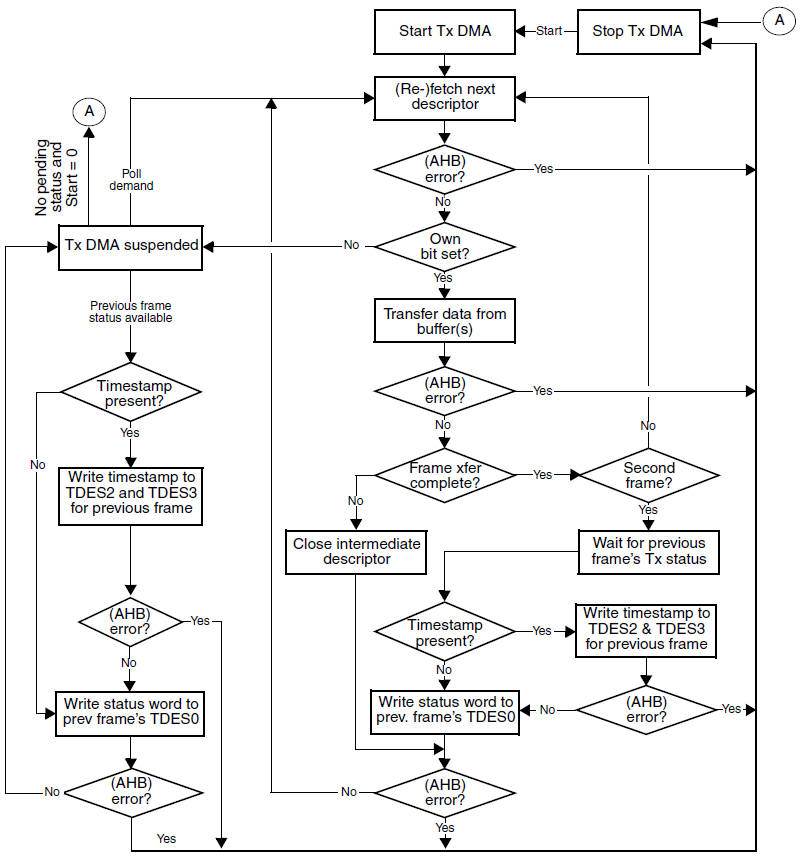 A
Start Tx DMA
Start
Stop Tx DMA
(Re-)fetch next
descriptor
A
No pending
status and
Start = 0
Poll
demand
(AHB)
error?
Yes
No
Tx DMA suspended
No
Own
bit set?
Yes
Previous frame
status available
Transfer data from
buffer(s)
Timestamp
present?
(AHB)
error?
Yes
No
No
Yes
No
Write timestamp to
TDES2 and TDES3
for previous frame
Frame xfer
complete?
Yes
Second
frame?
No
Yes
Close intermediate
descriptor
Wait for previous
frame's Tx status
(AHB)
error?
Yes
No
Timestamp
present?
Yes
Write timestamp to
TDES2 & TDES3
for previous frame
No
Write status word to
prev frame's TDES0
Write status word to
prev. frame's TDES0
No
(AHB)
error?
Yes
No
(AHB)
error?
Yes
No
(AHB)
error?
Yes